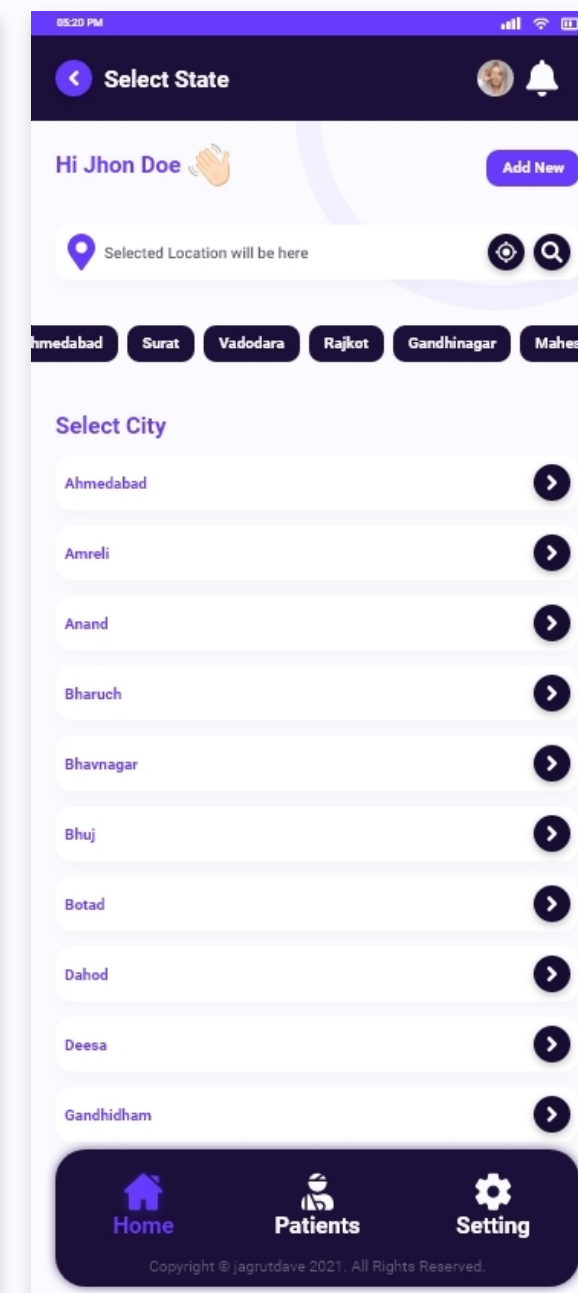 05:20 PM
Select State
Hi Jhon Doe
Add New
Selected Location will be here
hmedabad Surat Vadodara Rajkot Gandhinagar Mahes
Select City
Ahmedabad
Amreli
Anand
Bharuch
Bhavnagar
Bhuj
Botad
Dahod
Deesa
Gandhidham
Home Patients Setting
Copyright © jagrutdave 2021. All Rights Reserved.